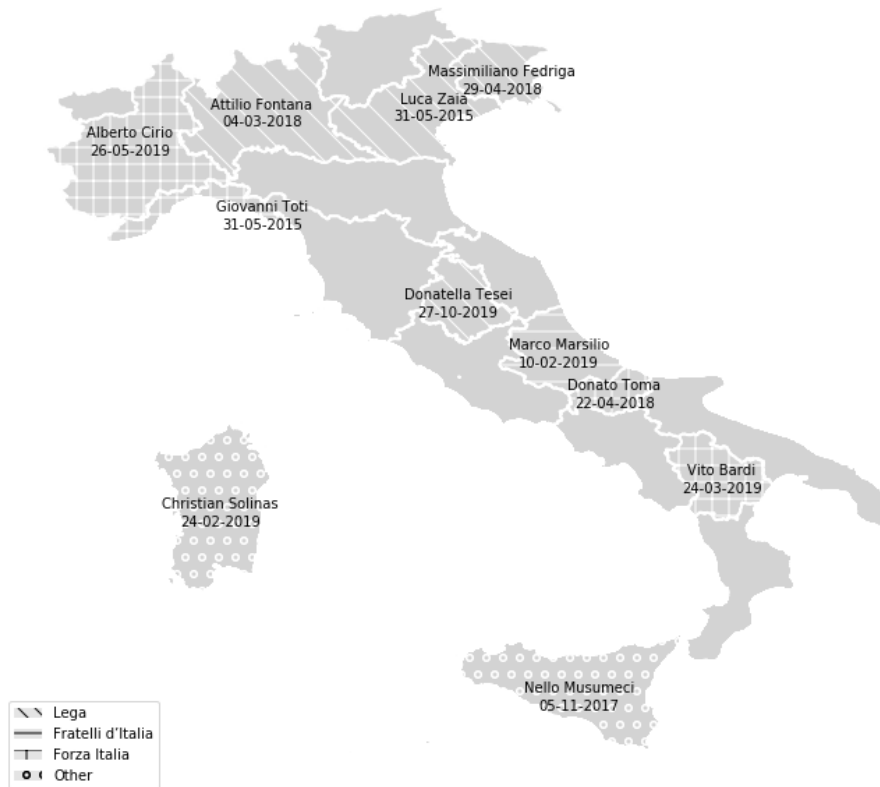 Massimiliano Fedriga
29-04-2018
Attilio Fontana
04-03-2018
Luca Zaia
31-05-2015
Alberto Cirio
26-05-2019
Giovanni Toti
31-05-2015
Donatella Tesei
27-10-2019
Marco Marsilio
10-02-2019
Donato Toma
22-04-2018
Vito Bardi
24-03-2019
Christian Solinas
24-02-2019
Nello Musumeci
05-11-2017
Lega
Fratelli d'Italia
Forza Italia
Other